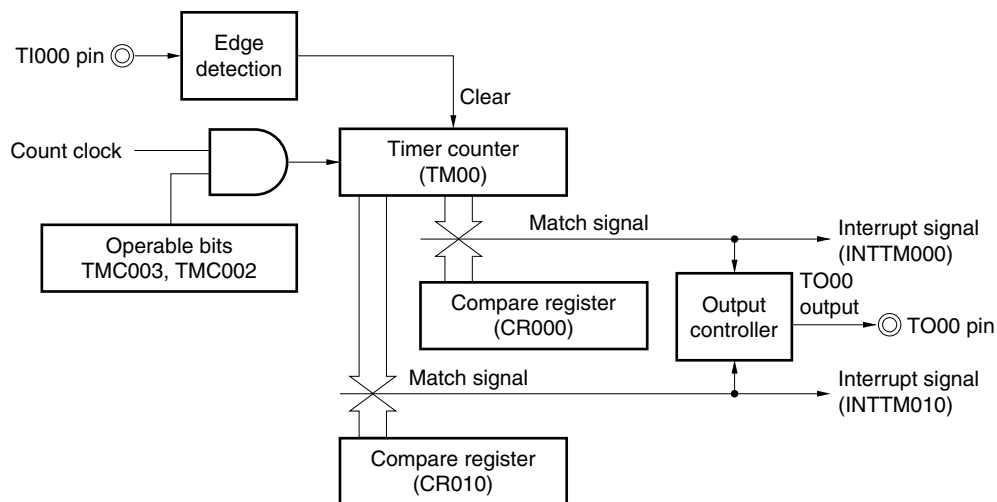 TI000 pin
Edge
detection
Clear
Count clock
Timer counter
(TM00)
Operable bits
TMC003, TMC002
Match signal
Interrupt signal
(INTTM000)
Compare register
(CR000)
Output
controller
TO00
output
TO00 pin
Match signal
Interrupt signal
(INTTM010)
Compare register
(CR010)